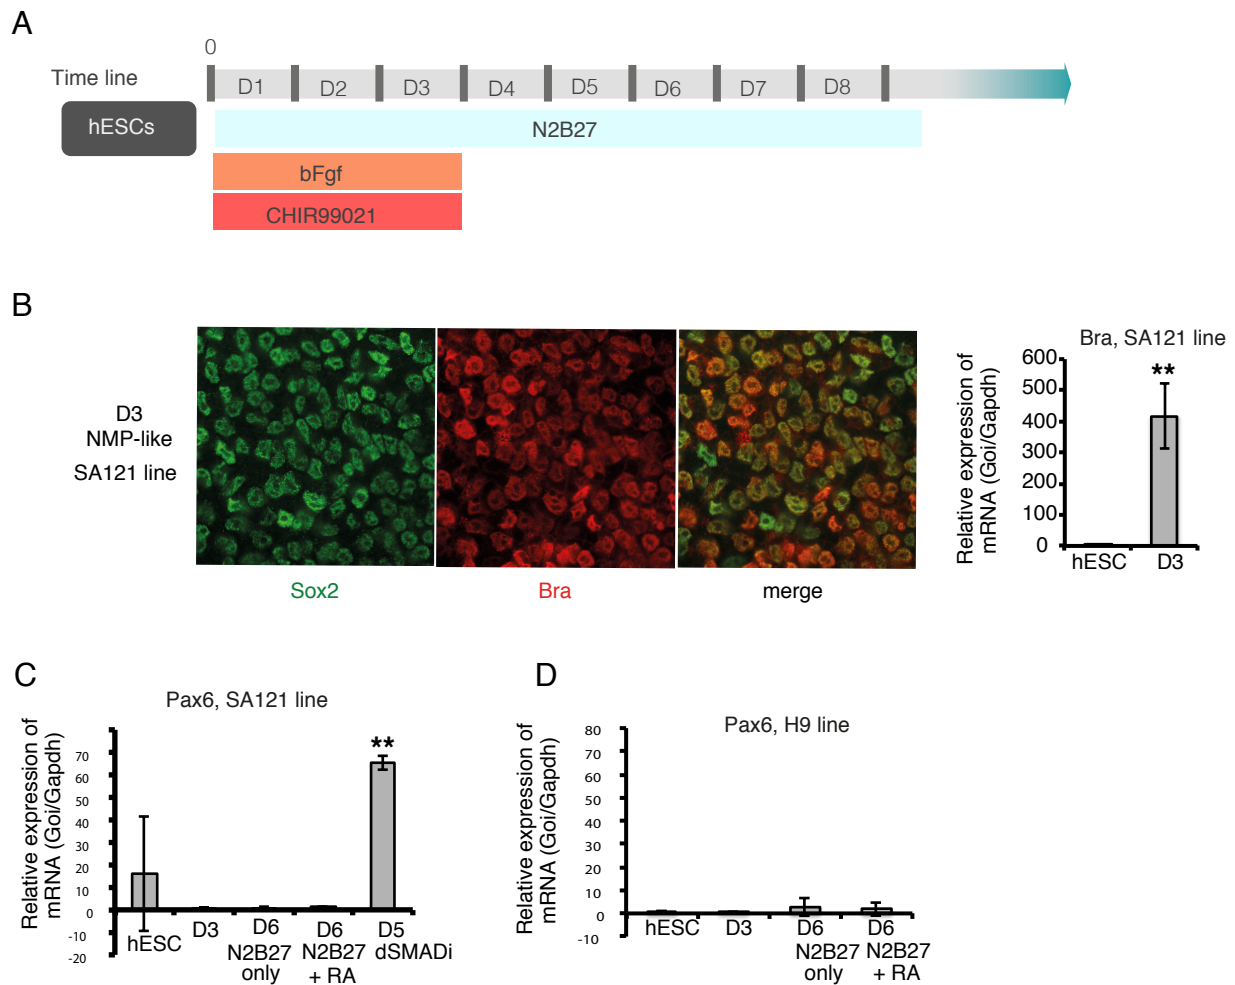 A
0
Time line
D1 D2 D3 D4 D5 D6 D7 D8
hESCs
N2B27
bFgf
CHIR99021
B
D3
NMP-like
SA121 line
Sox2
Bra
merge
Bra, SA121 line
Relative expression of
mRNA (Goi/Gapdh)
600
500
400
300
200
100
0
**
hESC D3
C
Pax6, SA121 line
Relative expression of
mRNA (Goi/Gapdh)
70
60
50
40
30
20
10
0
-10
-20
**
hESC
D3
D6
N2B27
only
D6
N2B27
+ RA
D5
dSMADi
D
Pax6, H9 line
Relative expression of
mRNA (Goi/Gapdh)
80
70
60
50
40
30
20
10
0
-10
hESC
D3
D6
N2B27
only
D6
N2B27
+ RA